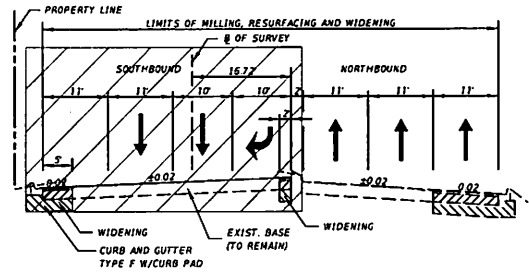 PROPERTY LINE
LIMITS OF MILLING, RESURFACING AND WIDENING
B OF SURVEY
SOUTHBOUND
16.72'
NORTHBOUND
11' 11' 10' 10' 2' 11' 11' 11'
2'
5'
0.02 ±0.02 ±0.02 0.02
WIDENING
EXIST. BASE
(TO REMAIN)
WIDENING
CURB AND GUTTER
TYPE F W/CURB PAD